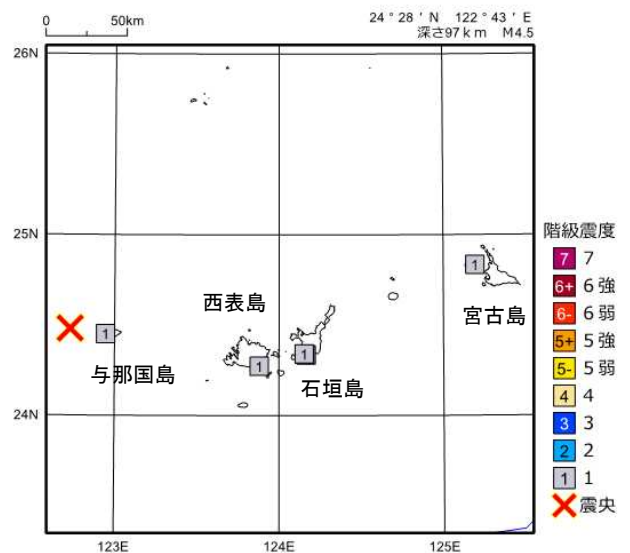 0 50km
24°28'N 122°43'E
深さ97km M4.5
26N
25N
24N
123E 124E 125E
1
与那国島
西表島
1
1
石垣島
1
宮古島
階級震度
7 7
6+ 6強
6- 6弱
5+ 5強
5- 5弱
4 4
3 3
2 2
1 1
震央